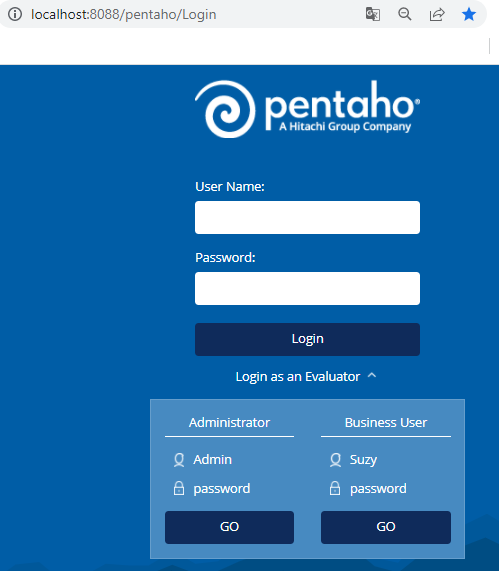 localhost:8088/pentaho/Login
pentaho®
A Hitachi Group Company
User Name:
Password:
Login
Login as an Evaluator
Administrator
Admin
password
GO
Business User
Suzy
password
GO